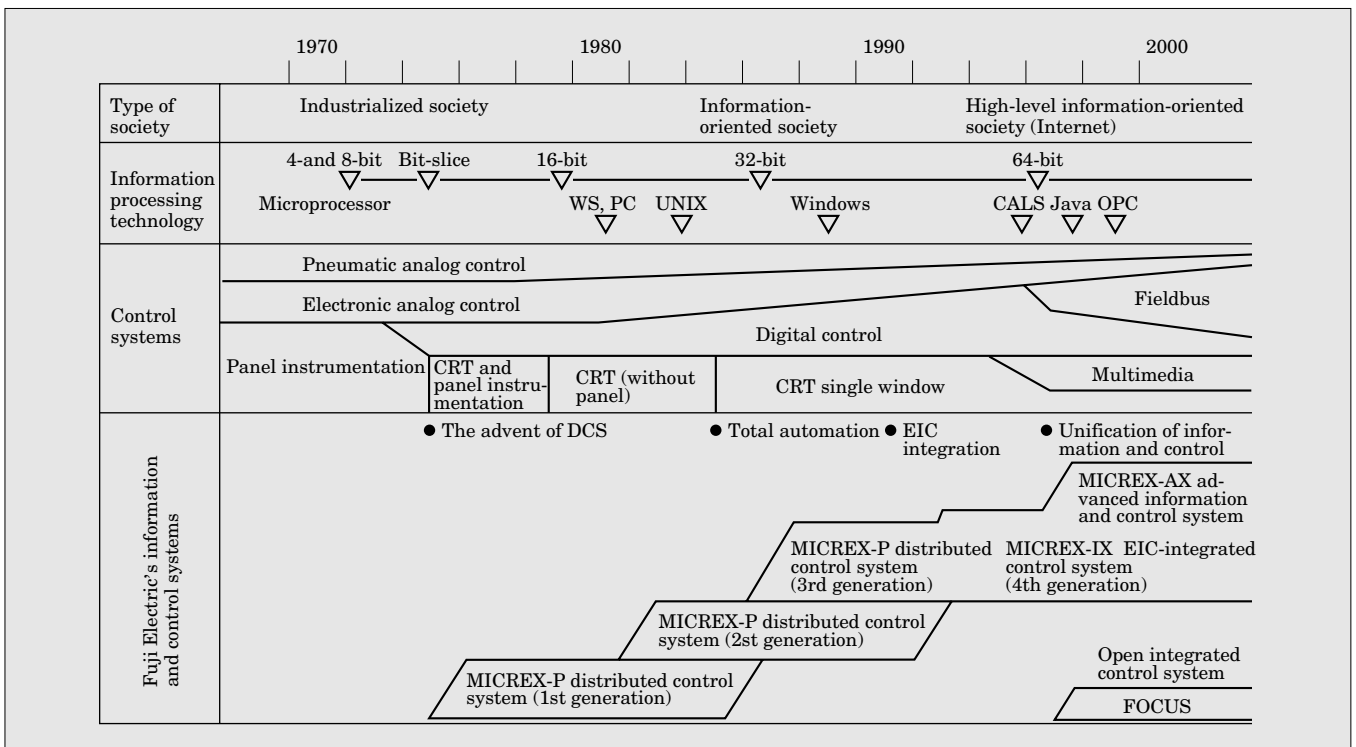 1970 1980 1990 2000
Type of
society
Industrialized society
Information-
oriented society
High-level information-oriented
society (Internet)
Information
processing
technology
4-and 8-bit Bit-slice 16-bit 32-bit 64-bit
Microprocessor
WS, PC UNIX Windows CALS Java OPC
Control
systems
Pneumatic analog control
Electronic analog control
Fieldbus
Digital control
Panel instrumentation
CRT and
panel instru-
mentation
CRT (without
panel)
CRT single window
Multimedia
Fuji Electric's information
and control systems
● The advent of DCS
● Total automation
● EIC
integration
● Unification of infor-
mation and control
MICREX-AX ad-
vanced information
and control system
MICREX-P distributed
control system
(3rd generation)
MICREX-IX EIC-integrated
control system
(4th generation)
MICREX-P distributed control
system (2st generation)
MICREX-P distributed control
system (1st generation)
Open integrated
control system
FOCUS